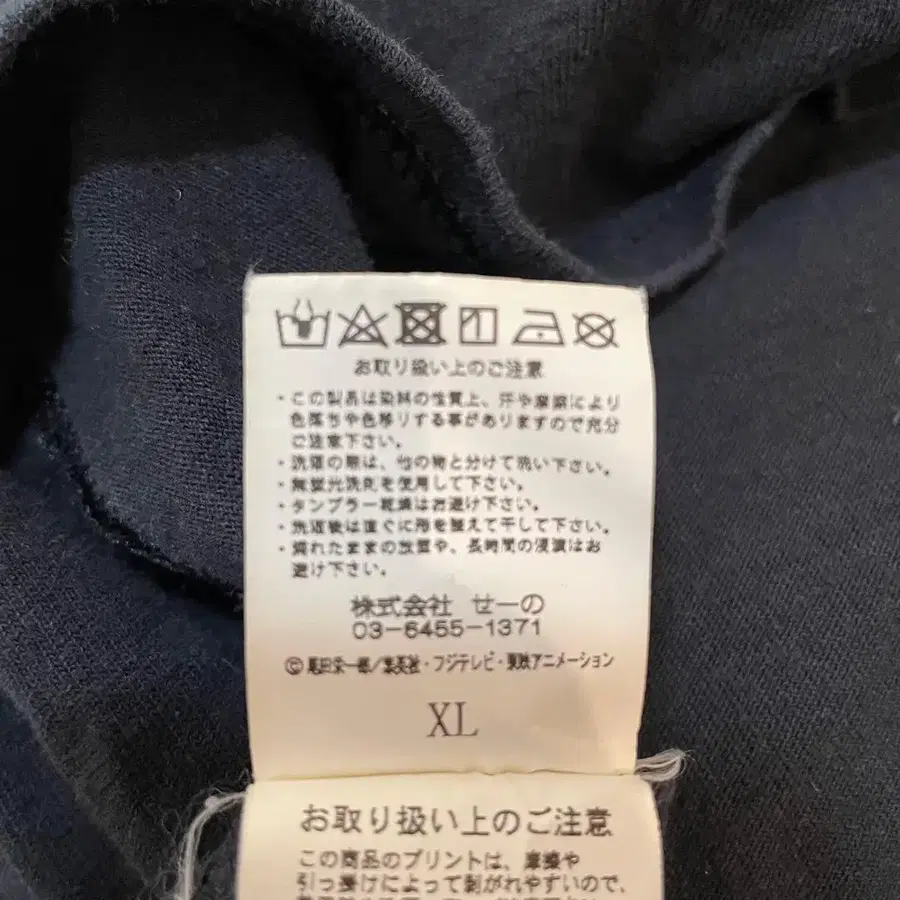 お取り扱い上のご注意
・この製品は染料の性質上、汗や摩擦により
色落ちや色移りする事がありますので充分
ご注意下さい。
・洗濯の際は、他の物と分けて洗い下さい。
・無蛍光洗剤を使用して下さい。
・タンブラー乾燥はお避け下さい。
・洗濯後は直ぐに形を整えて干して下さい。
・濡れたままの放置や、長時間の浸漬はお
避け下さい。
株式会社 せーの
03-6455-1371
©尾田栄一郎/集英社・フジテレビ・東映アニメーション
XL
お取り扱い上のご注意
この商品のプリントは、摩擦や
引っ掛けによって剥がれやすいので、